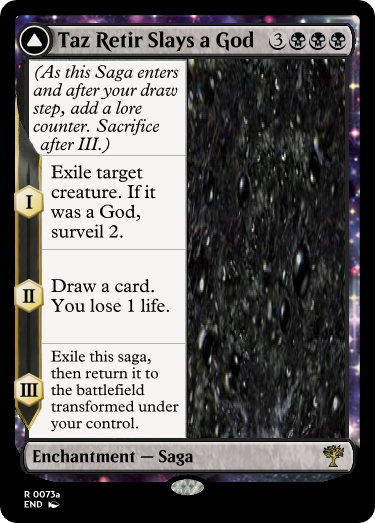 Taz Retir Slays a God 3
(As this Saga enters
and after your draw
step, add a lore
counter. Sacrifice
after III.)
I
Exile target
creature. If it
was a God,
surveil 2.
II
Draw a card.
You lose 1 life.
III
Exile this saga,
then return it to
the battlefield
transformed under
your control.
Enchantment — Saga
R 0073a
END